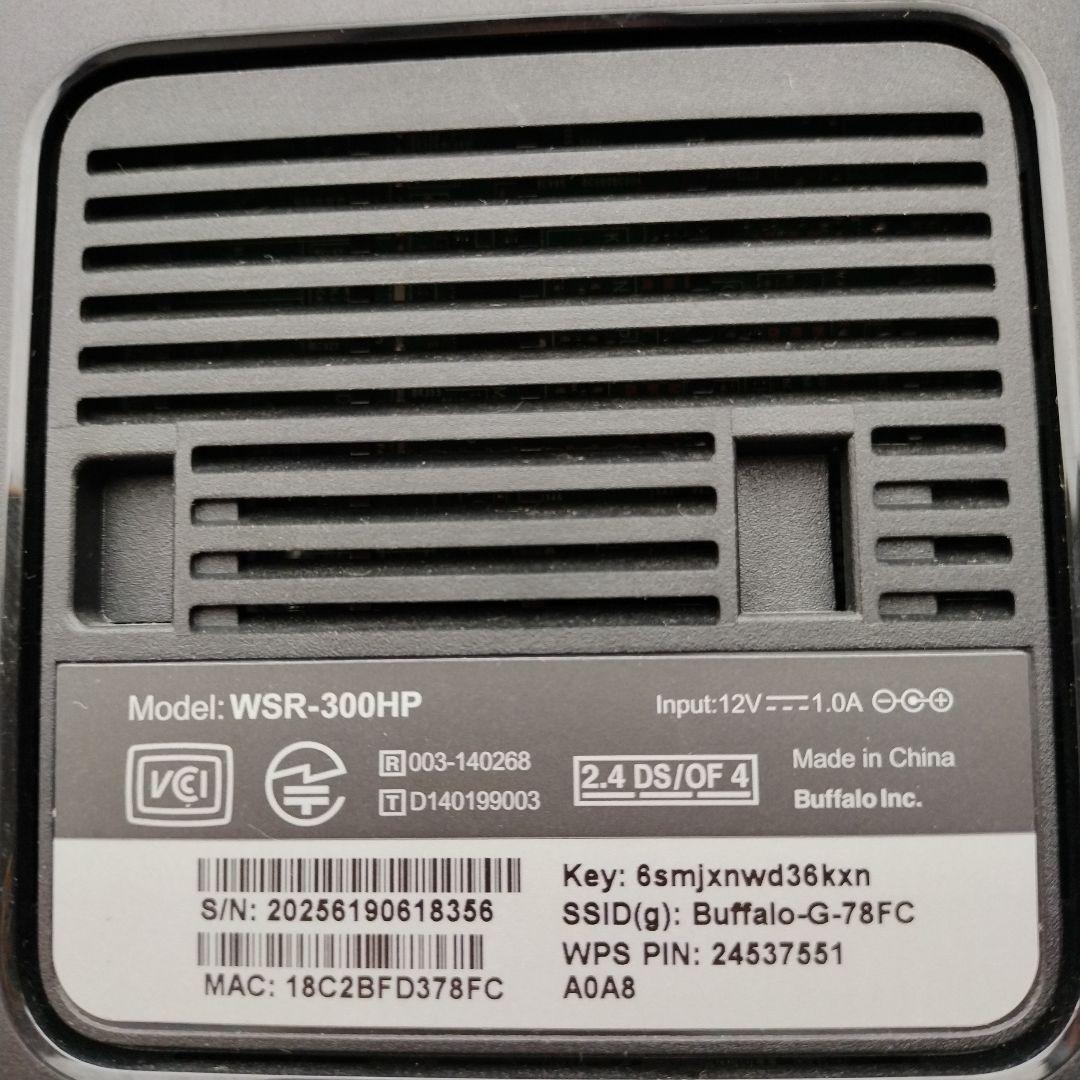 Model: WSR-300HP
Input:12V 1.0A
VCCI
R 003-140268
T D140199003
2.4 DS/OF 4
Made in China
Buffalo Inc.
S/N: 20256190618356
MAC: 18C2BFD378FC
Key: 6smjxnwd36kxn
SSID(g): Buffalo-G-78FC
WPS PIN: 24537551
A0A8